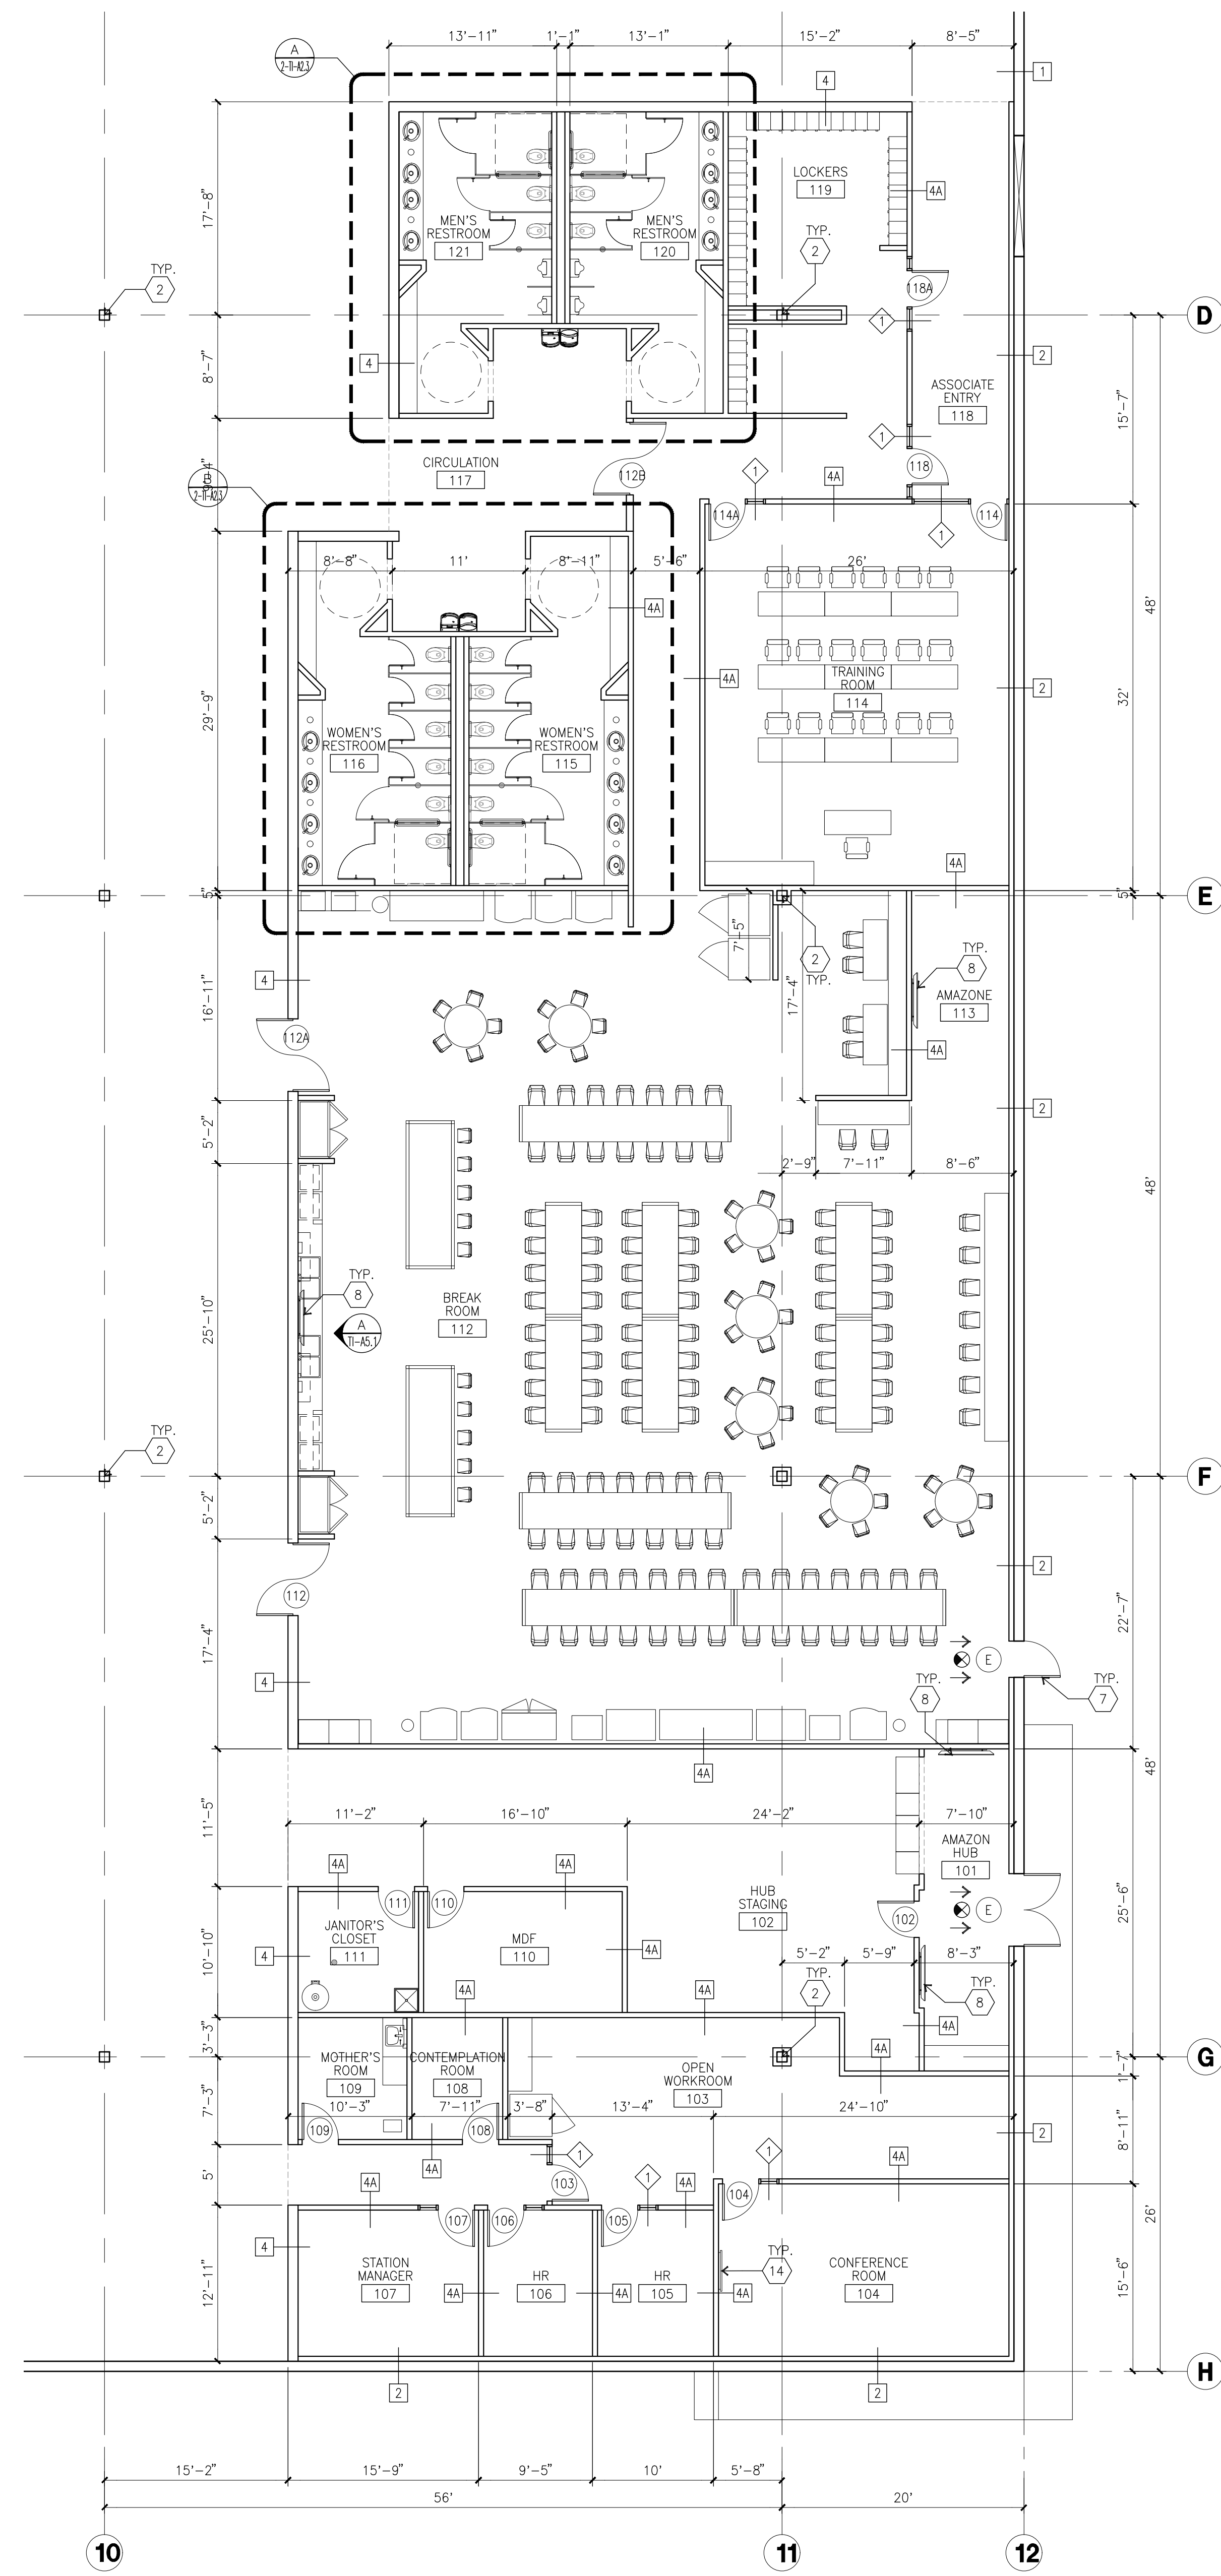 13'-11"
1'-1"
13'-1"
15'-2"
8'-5"
A
2-TI-A2.3
4
1
17'-8"
LOCKERS
119
4A
MEN'S
RESTROOM
121
MEN'S
RESTROOM
120
TYP.
2
TYP.
2
118A
D
1
4
2
8'-7"
ASSOCIATE
ENTRY
118
15'-7"
1
CIRCULATION
117
112B
118
1
4A
2-TI-A2.3
114A
114
1
8'-8"
11'
8'-11"
5'-6"
26'
48'
4A
4A
TRAINING
ROOM
114
2
32'
29'-9"
WOMEN'S
RESTROOM
116
WOMEN'S
RESTROOM
115
4A
5"
5"
E
7'-5"
2
TYP.
17'-4"
TYP.
8
AMAZONE
113
4
16'-11"
112A
4A
2
5'-2"
2'-9"
7'-11"
8'-6"
48'
TYP.
8
BREAK
ROOM
112
A
TI-A5.1
25'-10"
TYP.
2
F
5'-2"
2
112
22'-7"
17'-4"
E
TYP.
7
TYP.
8
4
4A
48'
11'-2"
16'-10"
24'-2"
7'-10"
11'-5"
AMAZON
HUB
101
4A
4A
HUB
STAGING
102
E
111
110
102
25'-6"
JANITOR'S
CLOSET
111
MDF
110
4
4A
10'-10"
5'-2"
5'-9"
8'-3"
TYP.
2
TYP.
8
4A
4A
4A
3'-3"
4A
MOTHER'S
ROOM
109
CONTEMPLATION
ROOM
108
OPEN
WORKROOM
103
G
1'-7"
7'-3"
10'-3"
7'-11"
3'-8"
13'-4"
24'-10"
109
108
2
8'-11"
4A
1
5'
4A
103
1
4A
104
1
4A
107
106
105
26'
4
STATION
MANAGER
107
HR
106
HR
105
TYP.
14
CONFERENCE
ROOM
104
4A
4A
4A
12'-11"
15'-6"
H
2
2
15'-2"
15'-9"
9'-5"
10'
5'-8"
56'
20'
10
11
12